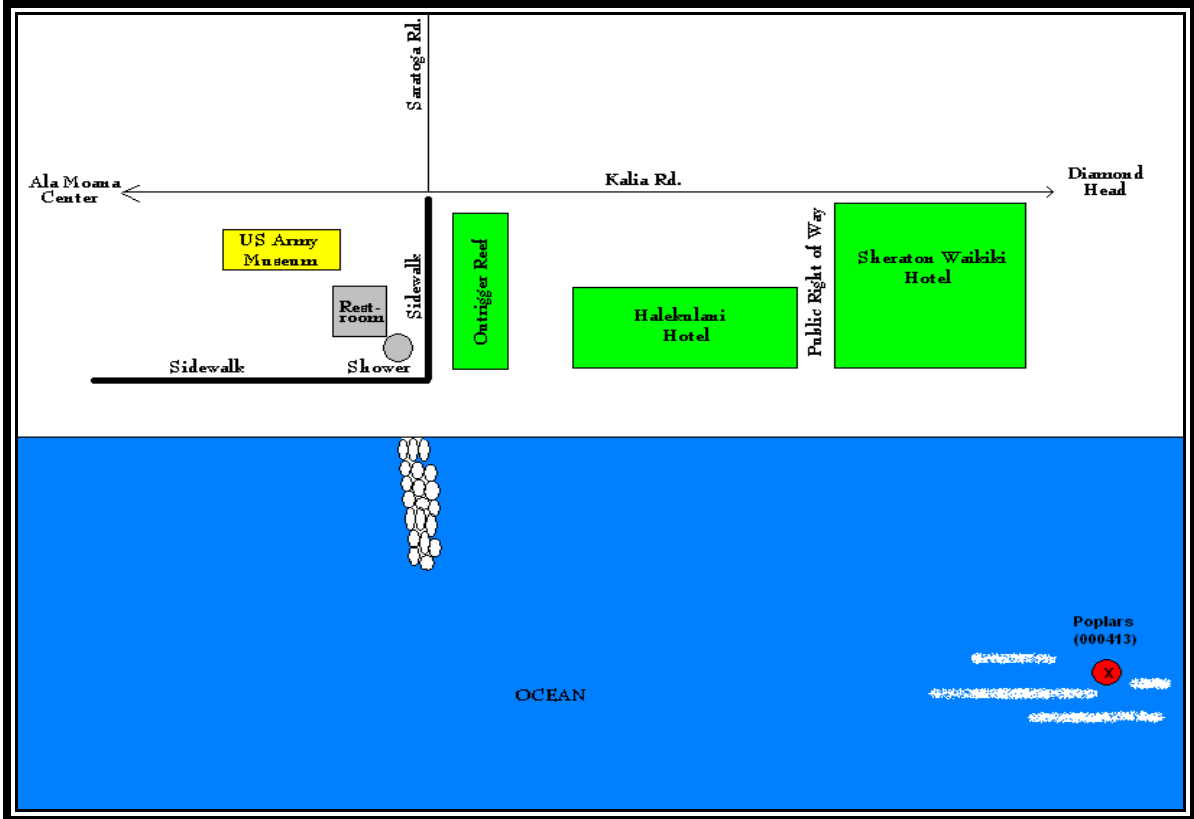 Saratoga Rd.
Ala Moana
Center
Kalia Rd.
Diamond
Head
US Army
Museum
Rest-
room
Sidewalk
Sidewalk
Shower
Outrigger Reef
Halekulani
Hotel
Public Right of Way
Sheraton Waikiki
Hotel
Poplars
(000413)
X
OCEAN